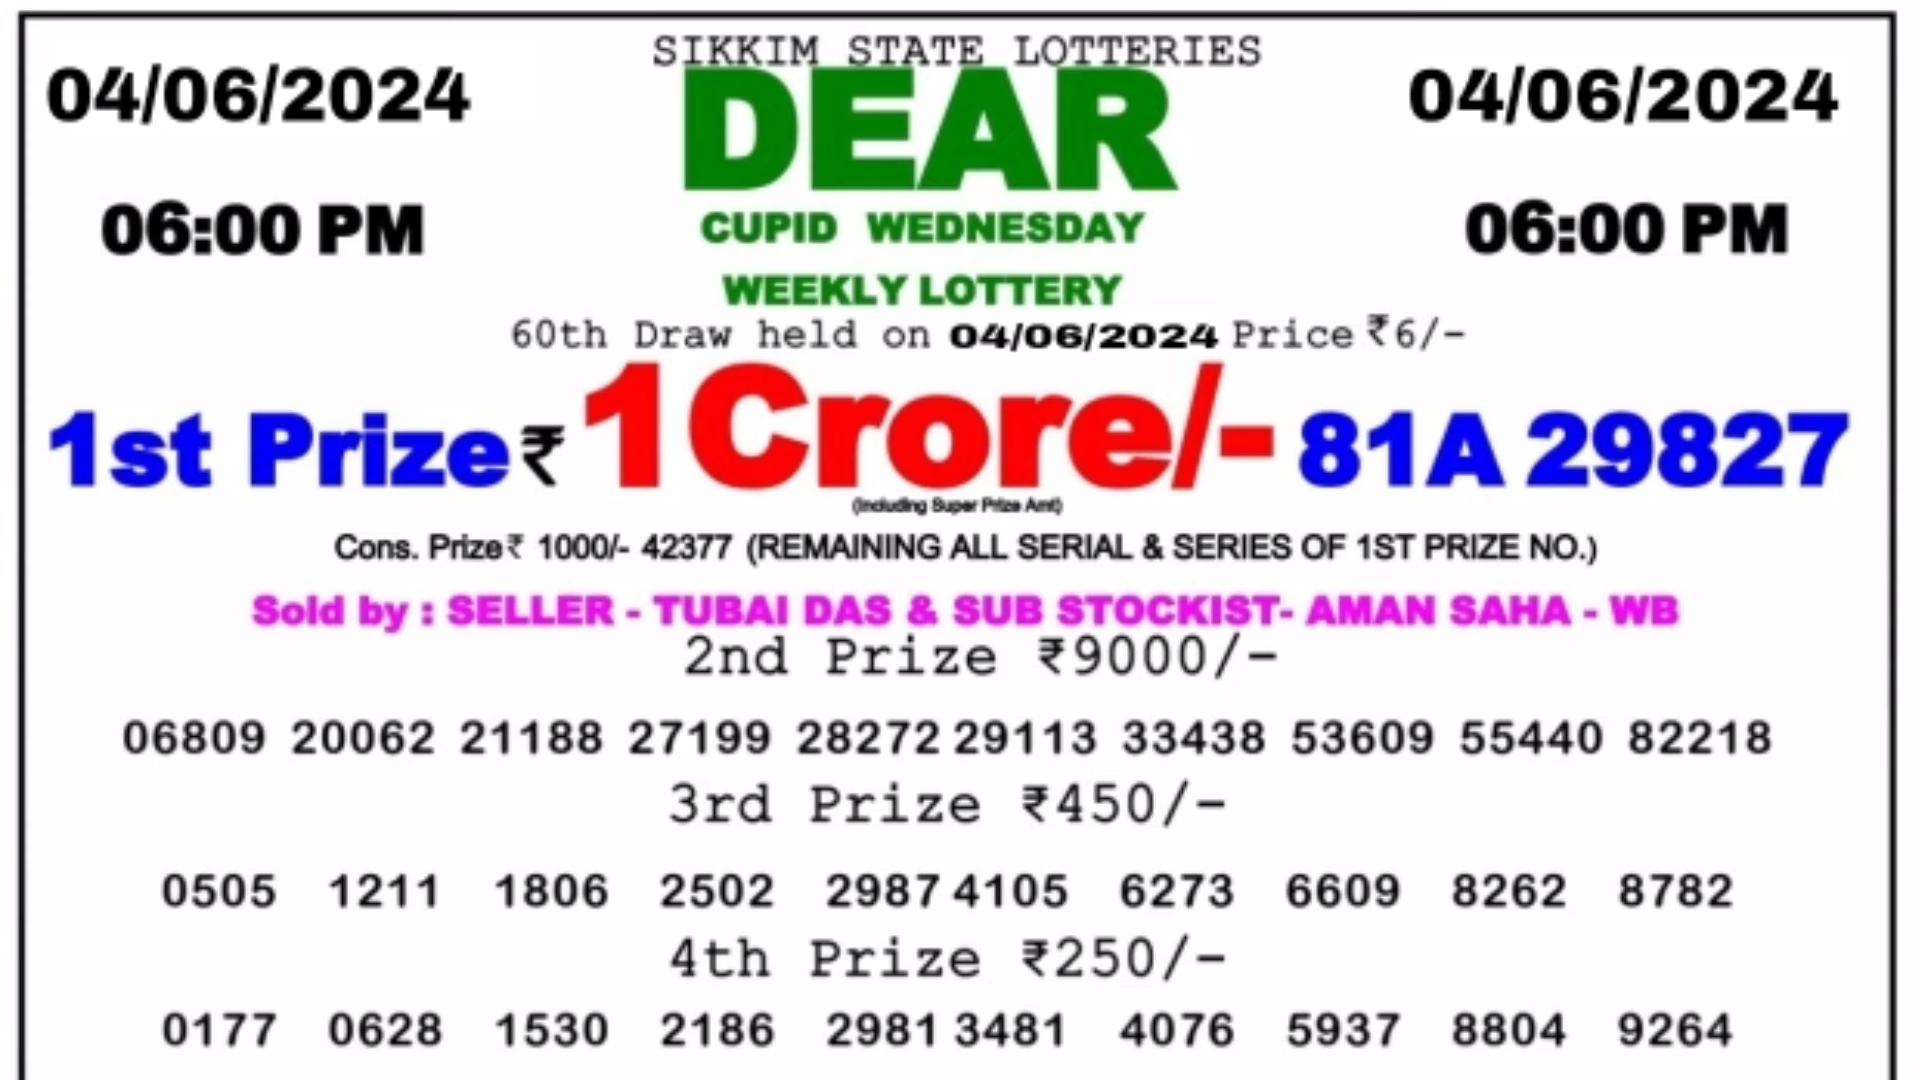 SIKKIM STATE LOTTERIES
04/06/2024 DEAR 04/06/2024
06:00 PM CUPID WEDNESDAY 06:00 PM
WEEKLY LOTTERY
60th Draw held on 04/06/2024 Price ₹6/-
1st Prize ₹ 1Crore/- 81A 29827
(Including Super Prize Amt)
Cons. Prize ₹ 1000/- 42377 (REMAINING ALL SERIAL & SERIES OF 1ST PRIZE NO.)
Sold by : SELLER - TUBAI DAS & SUB STOCKIST- AMAN SAHA - WB
2nd Prize ₹9000/-
06809 20062 21188 27199 28272 29113 33438 53609 55440 82218
3rd Prize ₹450/-
0505 1211 1806 2502 2987 4105 6273 6609 8262 8782
4th Prize ₹250/-
0177 0628 1530 2186 2981 3481 4076 5937 8804 9264